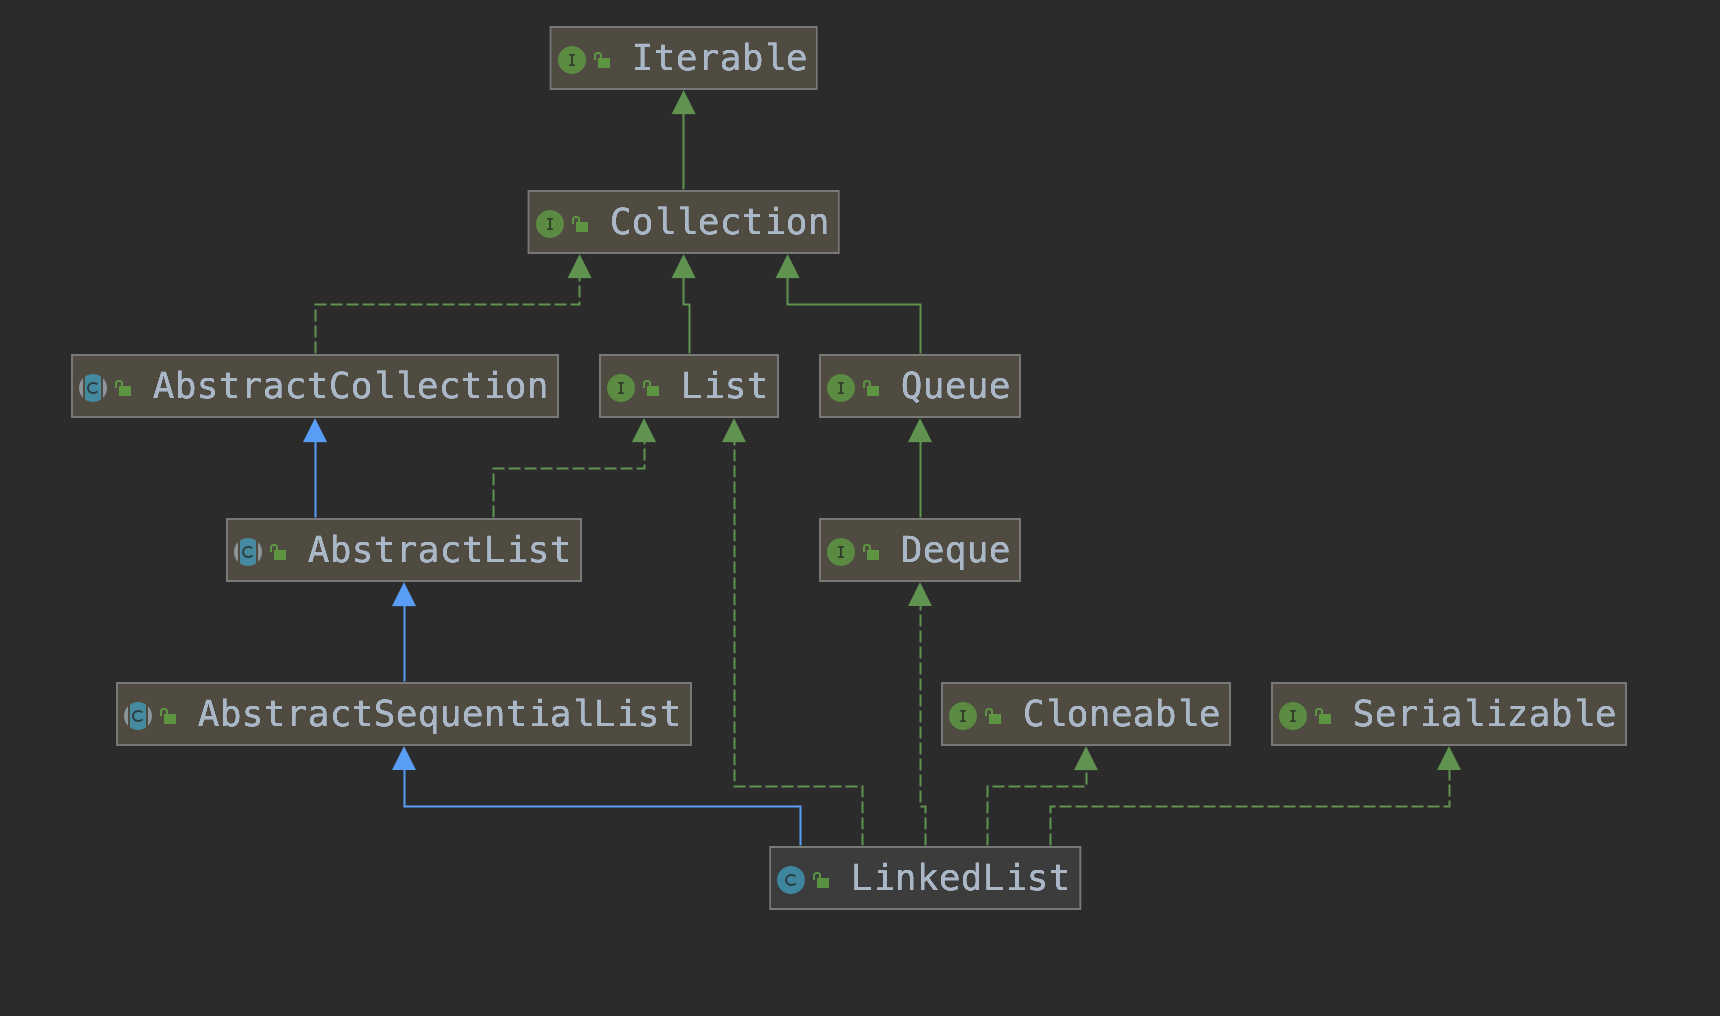 I Iterable
I Collection
C AbstractCollection
I List
I Queue
C AbstractList
I Deque
C AbstractSequentialList
I Cloneable
I Serializable
C LinkedList